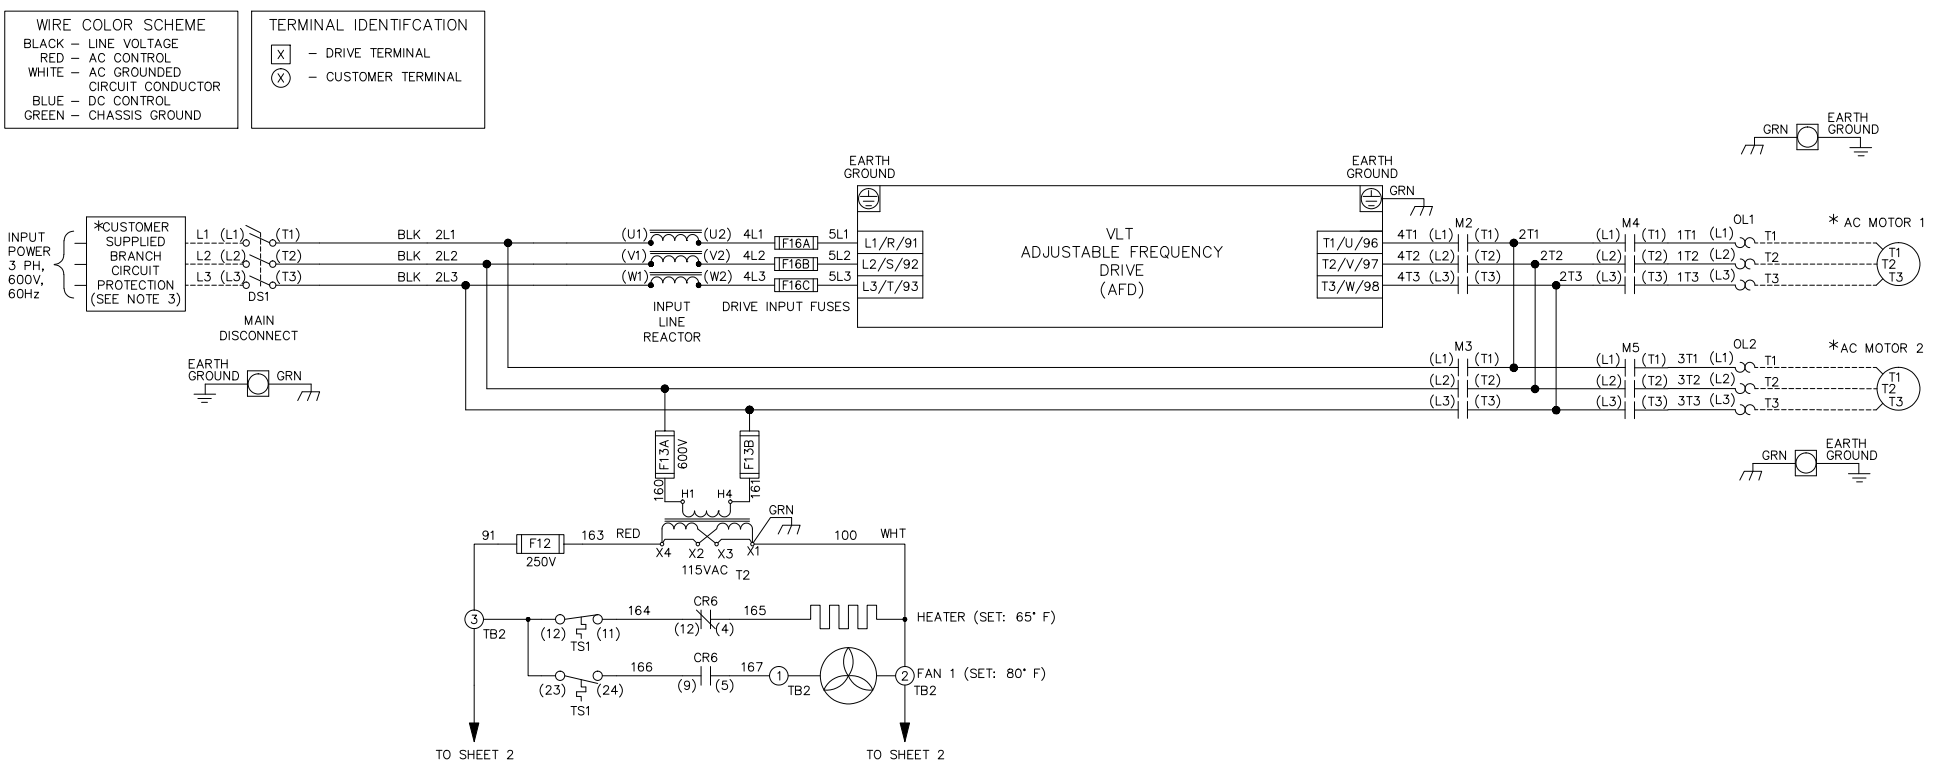 WIRE COLOR SCHEME
BLACK – LINE VOLTAGE
RED – AC CONTROL
WHITE – AC GROUNDED
CIRCUIT CONDUCTOR
BLUE – DC CONTROL
GREEN – CHASSIS GROUND
TERMINAL IDENTIFCATION
X – DRIVE TERMINAL
X – CUSTOMER TERMINAL
GRN
EARTH
GROUND
EARTH
GROUND
EARTH
GROUND
GRN
INPUT
POWER
3 PH,
600V,
60Hz
*CUSTOMER
SUPPLIED
BRANCH
CIRCUIT
PROTECTION
(SEE NOTE 3)
L1 (L1) (T1) BLK 2L1 (U1) (U2) 4L1 F16A 5L1 L1/R/91
L2 (L2) (T2) BLK 2L2 (V1) (V2) 4L2 F16B 5L2 L2/S/92
L3 (L3) (T3) BLK 2L3 (W1) (W2) 4L3 F16C 5L3 L3/T/93
DS1
MAIN
DISCONNECT
INPUT
LINE
REACTOR
DRIVE INPUT FUSES
VLT
ADJUSTABLE FREQUENCY
DRIVE
(AFD)
M2 M4 OL1 * AC MOTOR 1
T1/U/96 4T1 (L1) (T1) 2T1 (L1) (T1) 1T1 (L1) T1
T2/V/97 4T2 (L2) (T2) 2T2 (L2) (T2) 1T2 (L2) T2
T3/W/98 4T3 (L3) (T3) 2T3 (L3) (T3) 1T3 (L3) T3
T1
T2
T3
EARTH
GROUND
GRN
M3 M5 OL2 *AC MOTOR 2
(L1) (T1) (L1) (T1) 3T1 (L1) T1
(L2) (T2) (L2) (T2) 3T2 (L2) T2
(L3) (T3) (L3) (T3) 3T3 (L3) T3
T1
T2
T3
GRN
EARTH
GROUND
F13A
600V
F13B
160
161
H1 H4
GRN
91 F12 163 RED
250V
X4 X2 X3 X1
100 WHT
115VAC T2
3
TB2
(12) (11)
TS1
164
CR6
(12) (4)
165
HEATER (SET: 65° F)
(23) (24)
TS1
166
CR6
(9) (5)
167
1
TB2
2
TB2
FAN 1 (SET: 80° F)
TO SHEET 2
TO SHEET 2